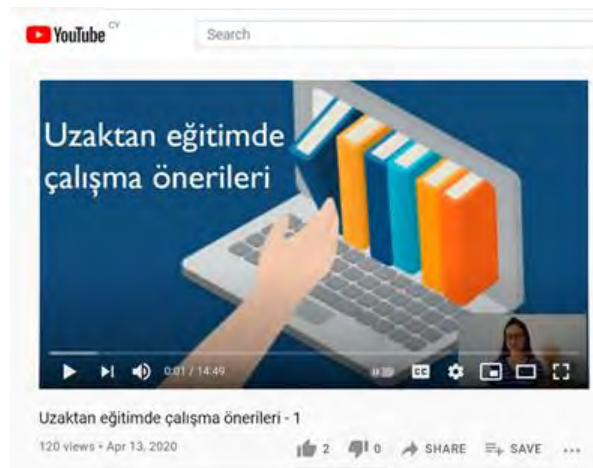 YouTube CY
Search
Uzaktan eğitimde
çalışma önerileri
0:01 / 14:49
CC
Uzaktan eğitimde çalışma önerileri - 1
120 views • Apr 13, 2020
2 0 SHARE SAVE ...